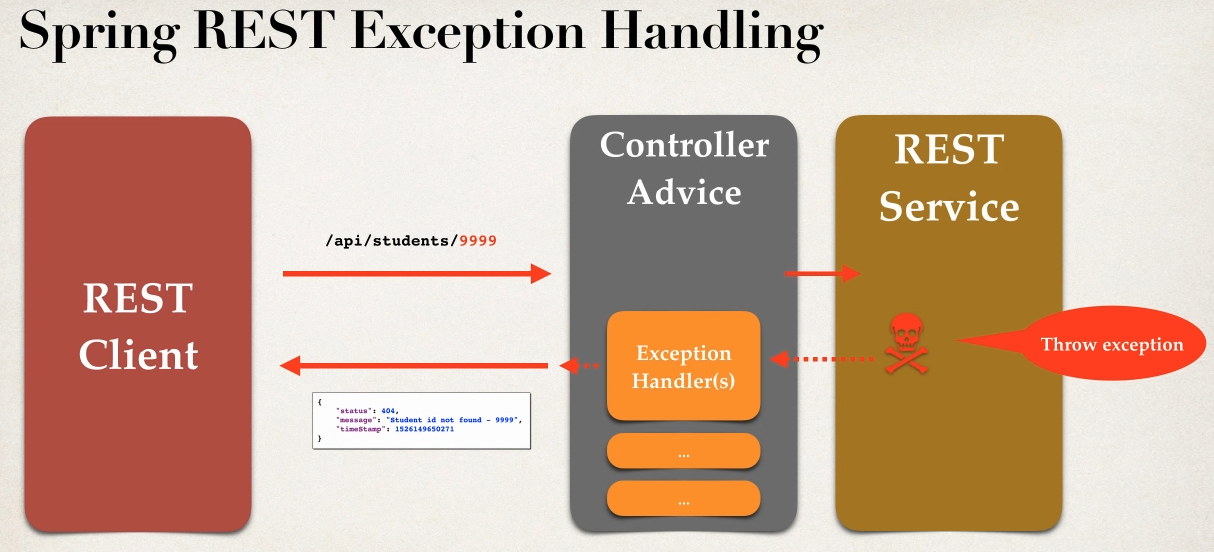 Spring REST Exception Handling
REST
Client
/api/students/9999
{
"status": 404,
"message": "Student id not found - 9999",
"timeStamp": 1526149650271
}
Controller
Advice
Exception
Handler(s)
...
...
REST
Service
Throw exception